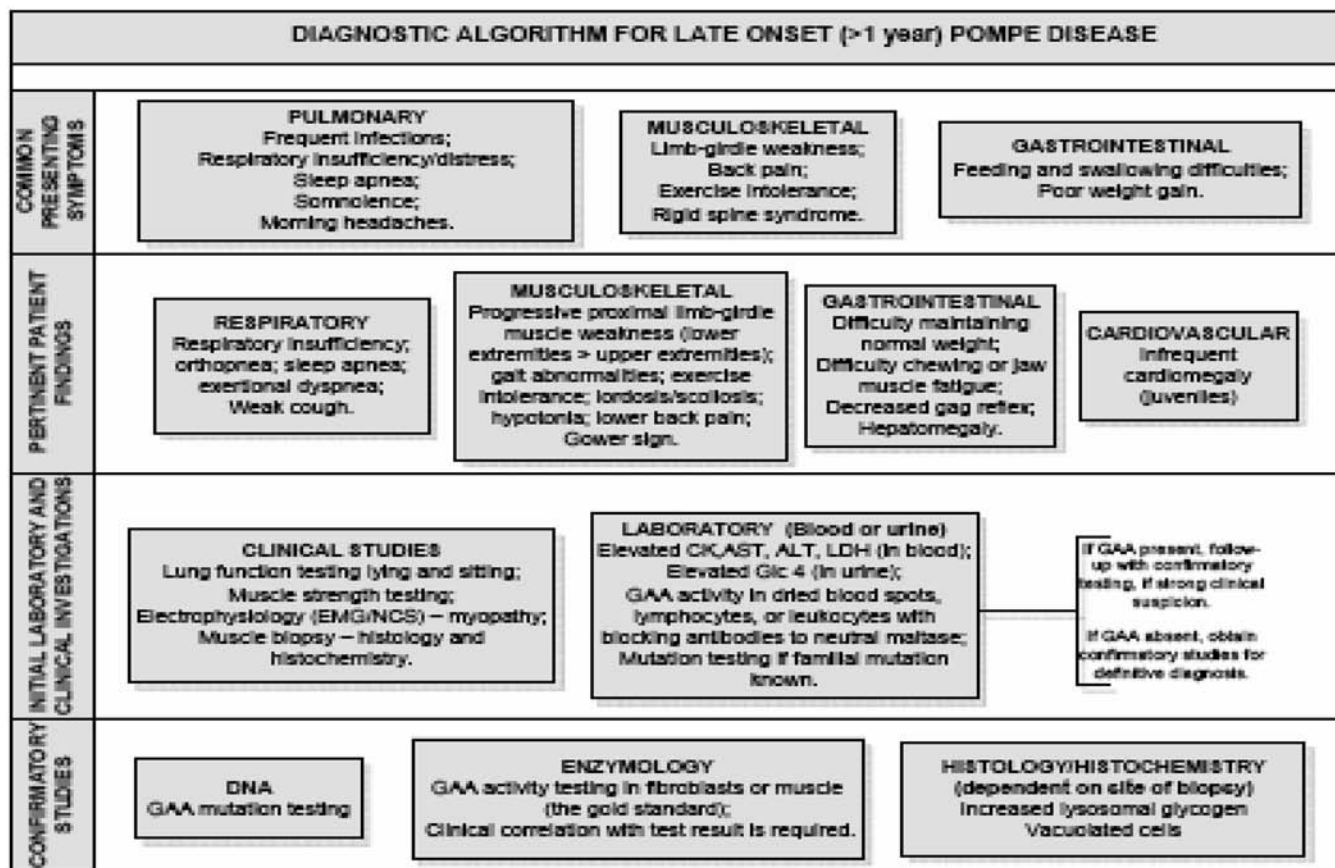 DIAGNOSTIC ALGORITHM FOR LATE ONSET (>1 year) POMPE DISEASE
COMMON
PRESENTING
SYMPTOMS
PULMONARY
Frequent infections;
Respiratory insufficiency/distress;
Sleep apnea;
Somnolence;
Morning headaches.
MUSCULOSKELETAL
Limb-girdle weakness;
Back pain;
Exercise intolerance;
Rigid spine syndrome.
GASTROINTESTINAL
Feeding and swallowing difficulties;
Poor weight gain.
PERTINENT PATIENT
FINDINGS
RESPIRATORY
Respiratory insufficiency;
orthopnea; sleep apnea;
exertional dyspnea;
Weak cough.
MUSCULOSKELETAL
Progressive proximal limb-girdle
muscle weakness (lower
extremities > upper extremities);
gait abnormalities; exercise
intolerance; lordosis/scoliosis;
hypotonia; lower back pain;
Gower sign.
GASTROINTESTINAL
Difficulty maintaining
normal weight;
Difficulty chewing or jaw
muscle fatigue;
Decreased gag reflex;
Hepatomegaly.
CARDIOVASCULAR
Infrequent
cardiomegaly
(juveniles)
INITIAL LABORATORY AND
CLINICAL INVESTIGATIONS
CLINICAL STUDIES
Lung function testing lying and sitting;
Muscle strength testing;
Electrophysiology (EMG/NCS) – myopathy;
Muscle biopsy – histology and
histochemistry.
LABORATORY (Blood or urine)
Elevated CK,AST, ALT, LDH (in blood);
Elevated Glc 4 (in urine);
GAA activity in dried blood spots,
lymphocytes, or leukocytes with
blocking antibodies to neutral maltase;
Mutation testing if familial mutation
known.
If GAA present, follow-
up with confirmatory
testing, if strong clinical
suspicion.
If GAA absent, obtain
confirmatory studies for
definitive diagnosis.
CONFIRMATORY
STUDIES
DNA
GAA mutation testing
ENZYMOLOGY
GAA activity testing in fibroblasts or muscle
(the gold standard);
Clinical correlation with test result is required.
HISTOLOGY/HISTOCHEMISTRY
(dependent on site of biopsy)
Increased lysosomal glycogen
Vacuolated cells